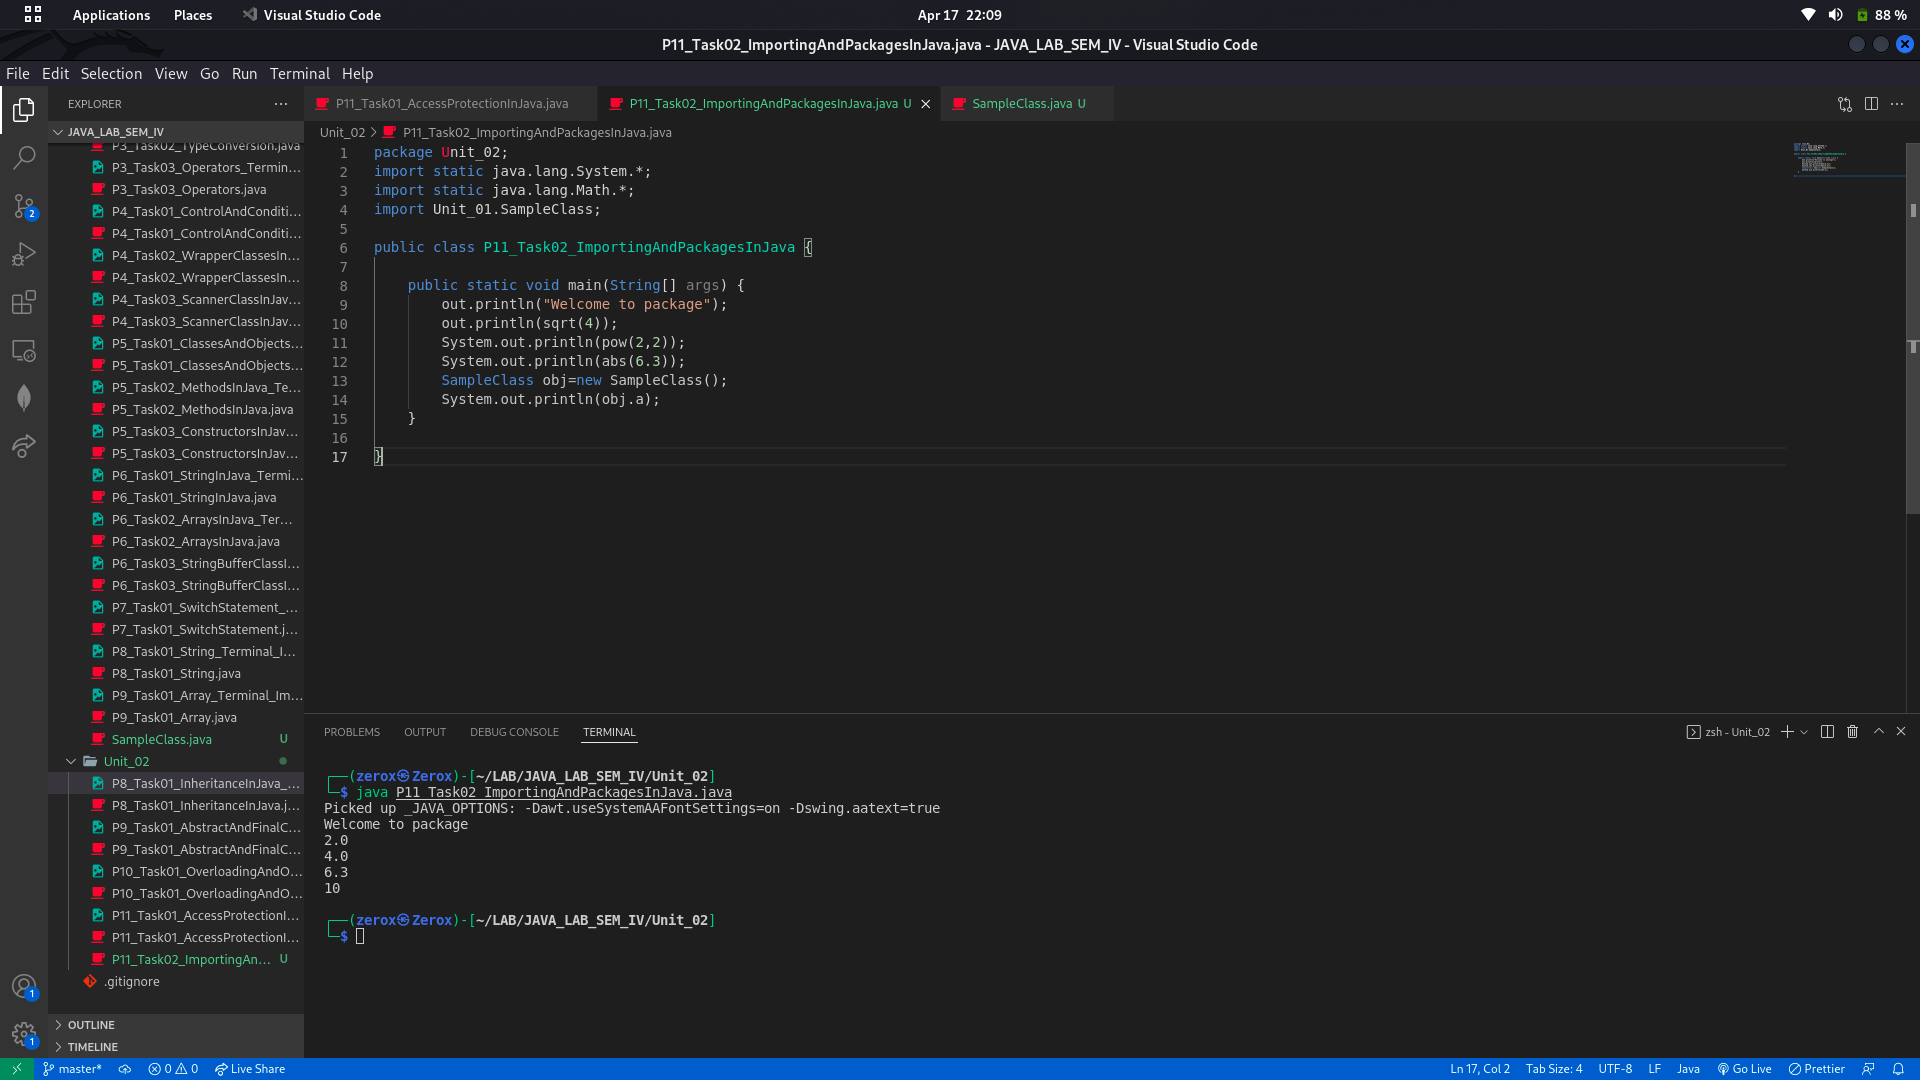 Applications Places Visual Studio Code Apr 17 22:09 88 %
P11_Task02_ImportingAndPackagesInJava.java - JAVA_LAB_SEM_IV - Visual Studio Code
File Edit Selection View Go Run Terminal Help
EXPLORER
JAVA_LAB_SEM_IV
P3_Task02_TypeConversion.java
P3_Task03_Operators_Termin...
P3_Task03_Operators.java
P4_Task01_ControlAndConditi...
P4_Task01_ControlAndConditi...
P4_Task02_WrapperClassesIn...
P4_Task02_WrapperClassesIn...
P4_Task03_ScannerClassInJav...
P4_Task03_ScannerClassInJav...
P5_Task01_ClassesAndObjects...
P5_Task01_ClassesAndObjects...
P5_Task02_MethodsInJava_Te...
P5_Task02_MethodsInJava.java
P5_Task03_ConstructorsInJav...
P5_Task03_ConstructorsInJav...
P6_Task01_StringInJava_Termi...
P6_Task01_StringInJava.java
P6_Task02_ArraysInJava_Ter...
P6_Task02_ArraysInJava.java
P6_Task03_StringBufferClassI...
P6_Task03_StringBufferClassI...
P7_Task01_SwitchStatement_...
P7_Task01_SwitchStatement.j...
P8_Task01_String_Terminal_I...
P8_Task01_String.java
P9_Task01_Array_Terminal_Im...
P9_Task01_Array.java
SampleClass.java U
Unit_02
P8_Task01_InheritanceInJava_...
P8_Task01_InheritanceInJava.j...
P9_Task01_AbstractAndFinalC...
P9_Task01_AbstractAndFinalC...
P10_Task01_OverloadingAndO...
P10_Task01_OverloadingAndO...
P11_Task01_AccessProtectionI...
P11_Task01_AccessProtectionI...
P11_Task02_ImportingAn... U
.gitignore
OUTLINE
TIMELINE
2
1
1
P11_Task01_AccessProtectionInJava.java P11_Task02_ImportingAndPackagesInJava.java U SampleClass.java U
Unit_02 > P11_Task02_ImportingAndPackagesInJava.java
1 package Unit_02;
2 import static java.lang.System.*;
3 import static java.lang.Math.*;
4 import Unit_01.SampleClass;
5
6 public class P11_Task02_ImportingAndPackagesInJava {
7
8 public static void main(String[] args) {
9 out.println("Welcome to package");
10 out.println(sqrt(4));
11 System.out.println(pow(2,2));
12 System.out.println(abs(6.3));
13 SampleClass obj=new SampleClass();
14 System.out.println(obj.a);
15 }
16
17 }
PROBLEMS OUTPUT DEBUG CONSOLE TERMINAL zsh - Unit_02
┌──(zerox㉿Zerox)-[~/LAB/JAVA_LAB_SEM_IV/Unit_02]
└─$ java P11_Task02_ImportingAndPackagesInJava.java
Picked up _JAVA_OPTIONS: -Dawt.useSystemAAFontSettings=on -Dswing.aatext=true
Welcome to package
2.0
4.0
6.3
10
┌──(zerox㉿Zerox)-[~/LAB/JAVA_LAB_SEM_IV/Unit_02]
└─$
master* 0 0 Live Share Ln 17, Col 2 Tab Size: 4 UTF-8 LF Java Go Live Prettier